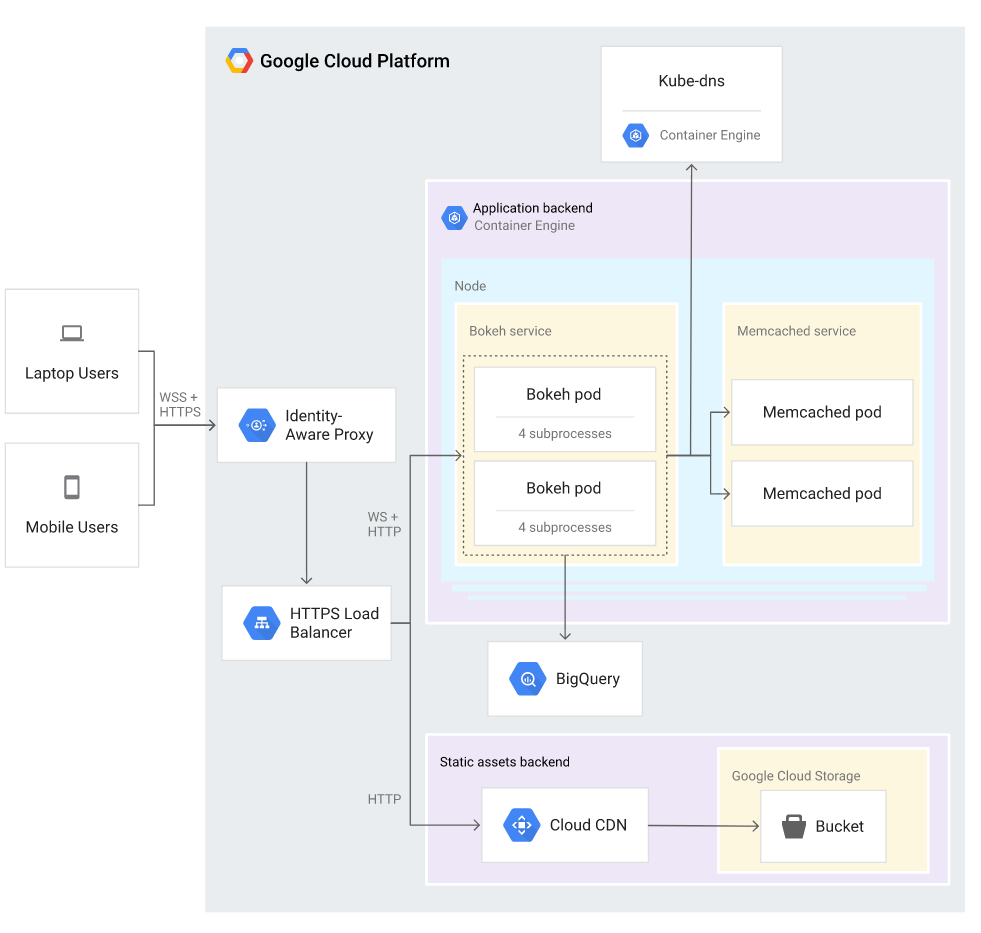 Google Cloud Platform
Kube-dns
Container Engine
Application backend
Container Engine
Node
Bokeh service
Memcached service
Laptop Users
Bokeh pod
4 subprocesses
Memcached pod
WSS +
HTTPS
Identity-
Aware Proxy
Mobile Users
Bokeh pod
4 subprocesses
Memcached pod
WS +
HTTP
HTTPS Load
Balancer
BigQuery
Static assets backend
Google Cloud Storage
HTTP
Cloud CDN
Bucket